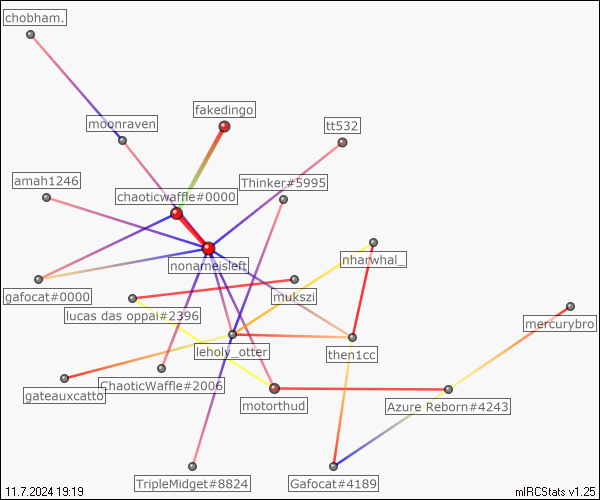 chobham.
fakedingo
moonraven
tt532
amah1246
Thinker#5995
chaoticwaffle#0000
nharwhal_
nonameisleft
gafocat#0000
mukszi
lucas das oppai#2396
mercurybro
leholy_otter
then1cc
ChaoticWaffle#2006
gateauxcatto
motorthud
Azure Reborn#4243
TripleMidget#8824
Gafocat#4189
11.7.2024 19:19
mIRCStats v1.25